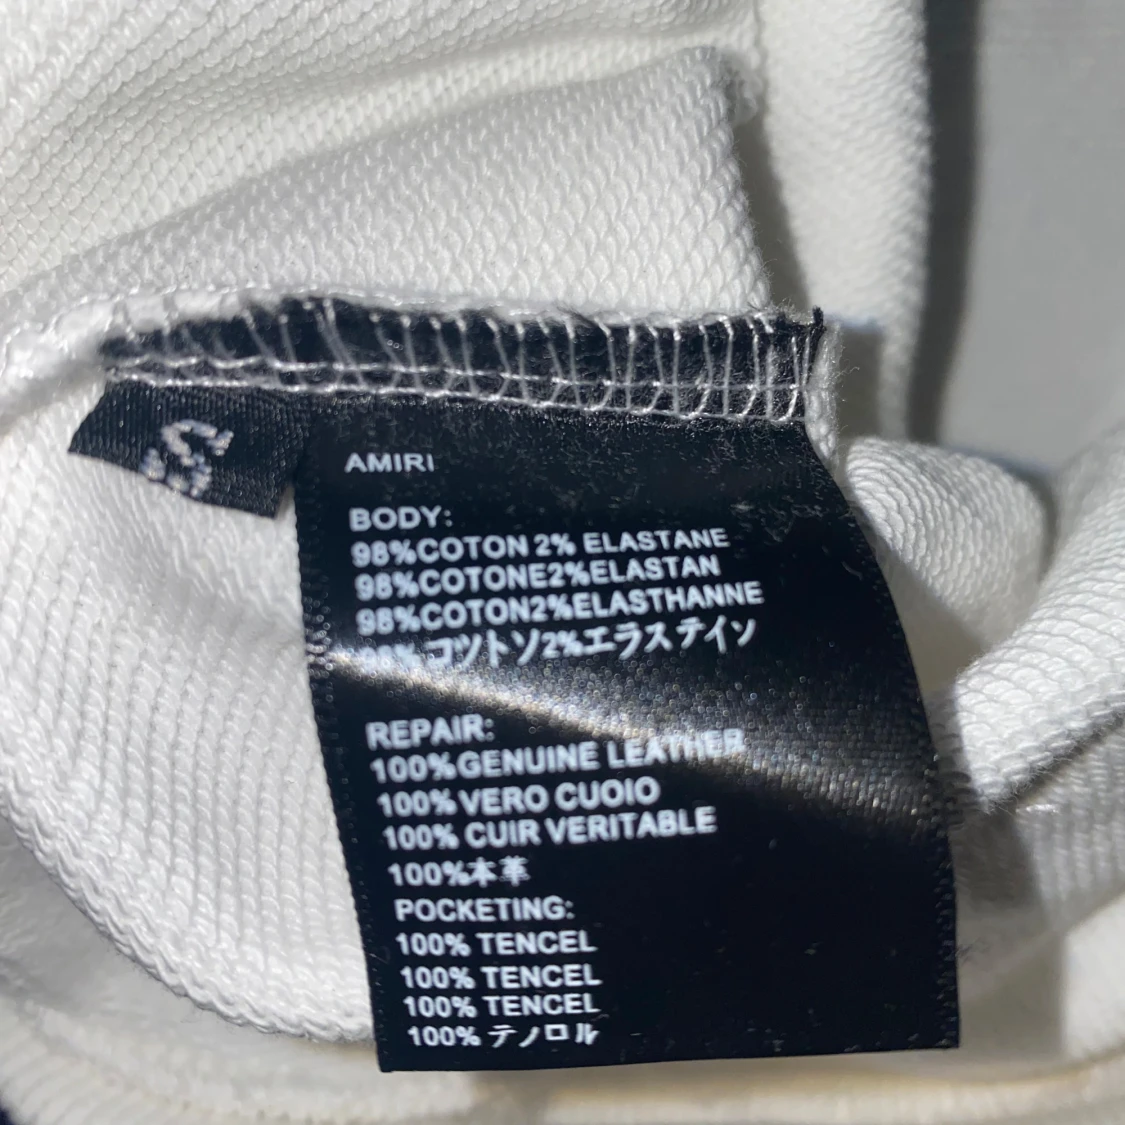 S
AMIRI
BODY:
98%COTON 2% ELASTANE
98%COTONE2%ELASTAN
98%COTON2%ELASTHANNE
98% コツトソ2%エラステイソ
REPAIR:
100%GENUINE LEATHER
100% VERO CUOIO
100% CUIR VERITABLE
100%本革
POCKETING:
100% TENCEL
100% TENCEL
100% TENCEL
100% テノロル